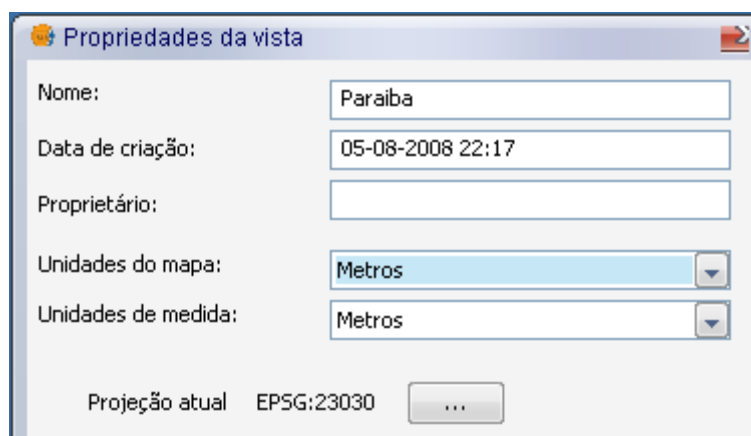 Propriedades da vista
Nome: Paraiba
Data de criação: 05-08-2008 22:17
Proprietário:
Unidades do mapa: Metros
Unidades de medida: Metros
Projeção atual EPSG:23030 ...